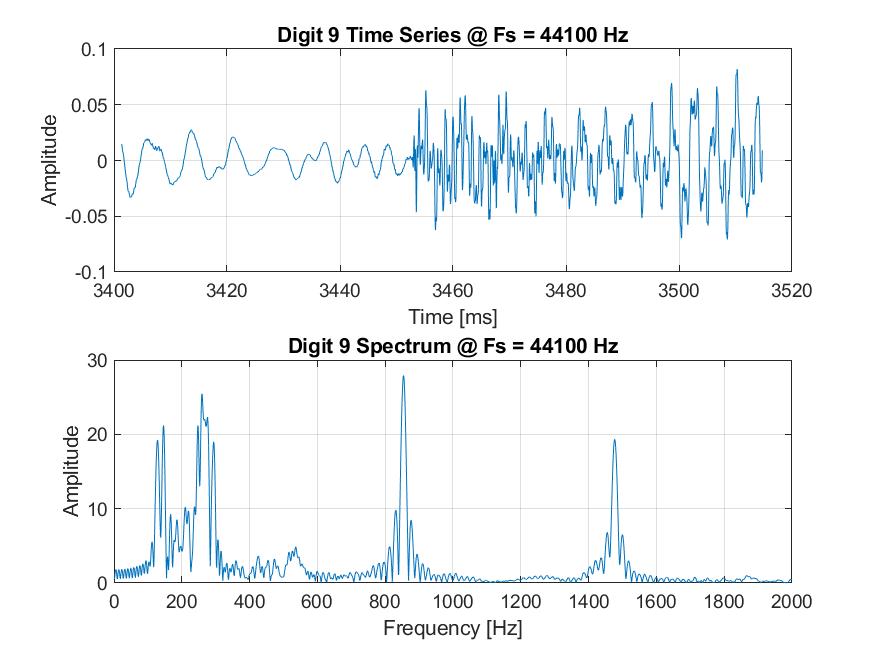 Digit 9 Time Series @ Fs = 44100 Hz
0.1
0.05
0
-0.05
-0.1
Amplitude
3400 3420 3440 3460 3480 3500 3520
Time [ms]
Digit 9 Spectrum @ Fs = 44100 Hz
30
20
10
0
Amplitude
0 200 400 600 800 1000 1200 1400 1600 1800 2000
Frequency [Hz]